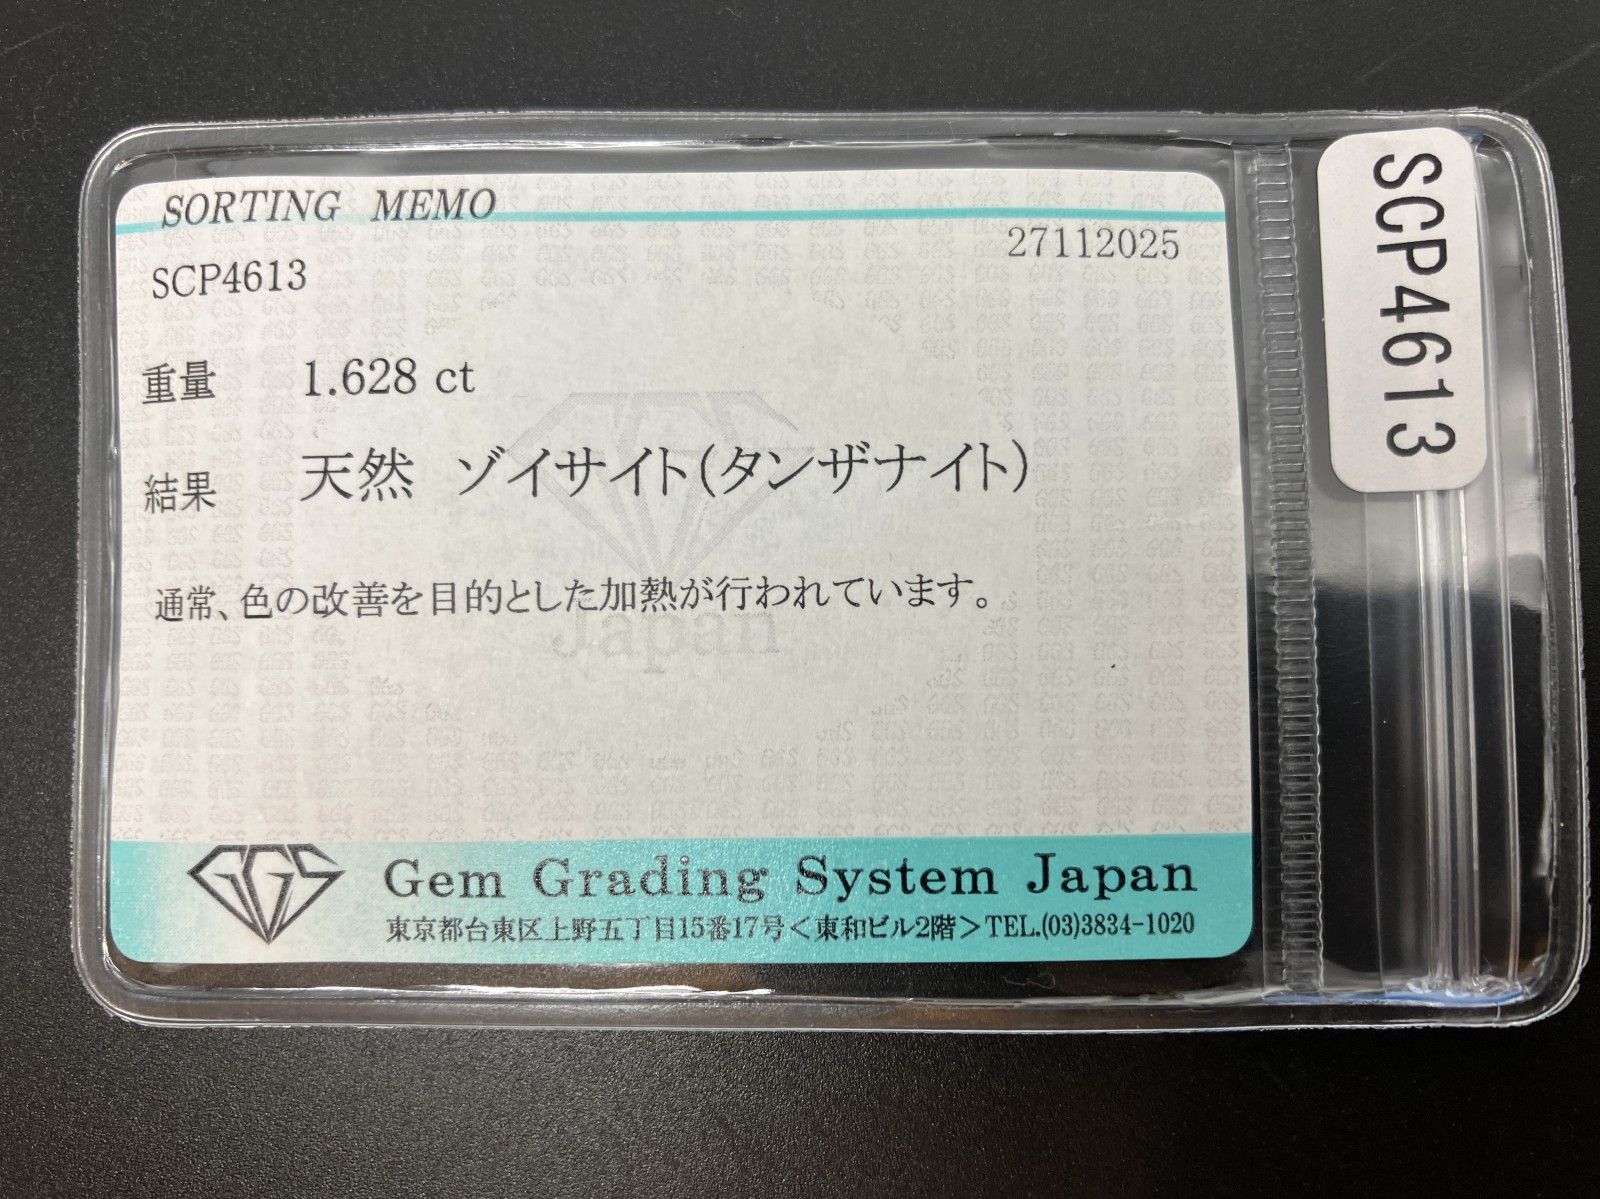 SORTING MEMO
27112025
SCP4613
重量 1.628 ct
結果 天然 ゾイサイト(タンザナイト)
通常、色の改善を目的とした加熱が行われています。
Japan
GGS
Gem Grading System Japan
東京都台東区上野五丁目15番17号<東和ビル2階>TEL.(03)3834-1020
SCP4613